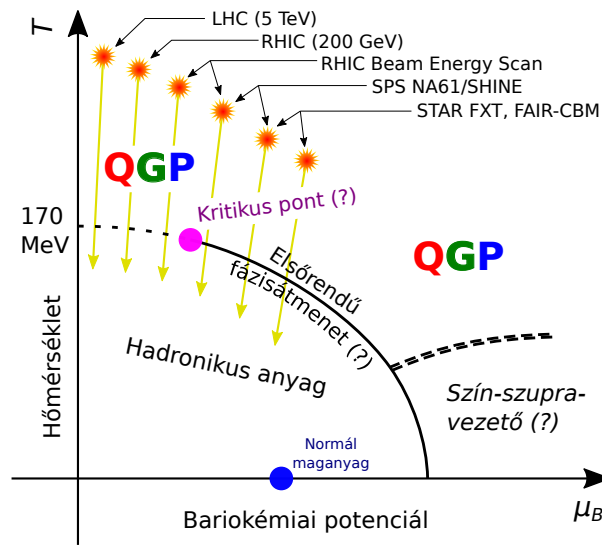 T
LHC (5 TeV)
RHIC (200 GeV)
RHIC Beam Energy Scan
SPS NA61/SHINE
STAR FXT, FAIR-CBM
QGP
Kritikus pont (?)
170
MeV
QGP
Elsőrendű
fázisátmenet (?)
Hőmérséklet
Hadronikus anyag
Szín-szupra-
vezető (?)
Normál
maganyag
μB
Bariokémiai potenciál